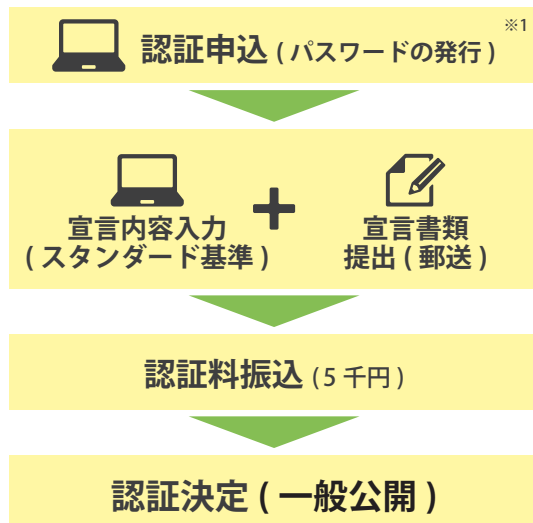 認証申込 ( パスワードの発行 ) ※1
宣言内容入力
( スタンダード基準 )
宣言書類
提出 ( 郵送 )
認証料振込 ( 5 千円 )
認証決定 ( 一般公開 )